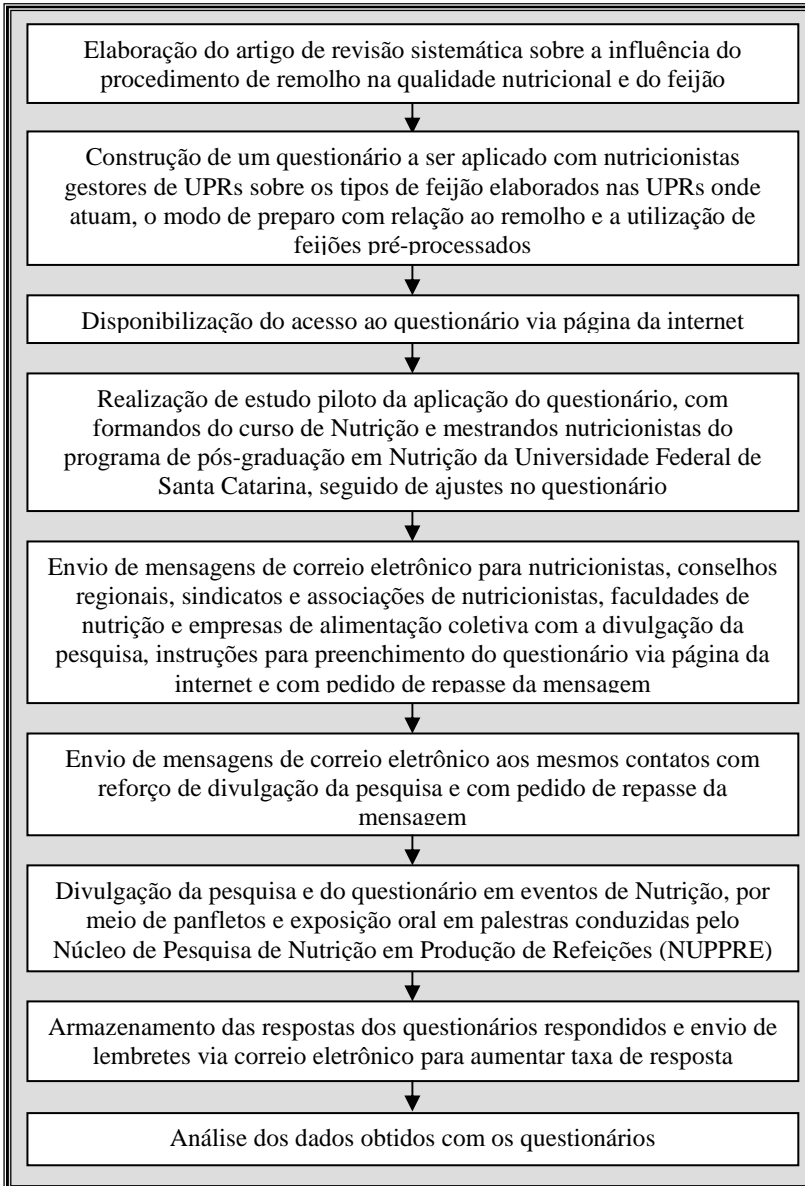 Elaboração do artigo de revisão sistemática sobre a influência do
procedimento de remolho na qualidade nutricional e do feijão
Construção de um questionário a ser aplicado com nutricionistas
gestores de UPRs sobre os tipos de feijão elaborados nas UPRs onde
atuam, o modo de preparo com relação ao remolho e a utilização de
feijões pré-processados
Disponibilização do acesso ao questionário via página da internet
Realização de estudo piloto da aplicação do questionário, com
formandos do curso de Nutrição e mestrandos nutricionistas do
programa de pós-graduação em Nutrição da Universidade Federal de
Santa Catarina, seguido de ajustes no questionário
Envio de mensagens de correio eletrônico para nutricionistas, conselhos
regionais, sindicatos e associações de nutricionistas, faculdades de
nutrição e empresas de alimentação coletiva com a divulgação da
pesquisa, instruções para preenchimento do questionário via página da
internet e com pedido de repasse da mensagem
Envio de mensagens de correio eletrônico aos mesmos contatos com
reforço de divulgação da pesquisa e com pedido de repasse da
mensagem
Divulgação da pesquisa e do questionário em eventos de Nutrição, por
meio de panfletos e exposição oral em palestras conduzidas pelo
Núcleo de Pesquisa de Nutrição em Produção de Refeições (NUPPRE)
Armazenamento das respostas dos questionários respondidos e envio de
lembretes via correio eletrônico para aumentar taxa de resposta
Análise dos dados obtidos com os questionários